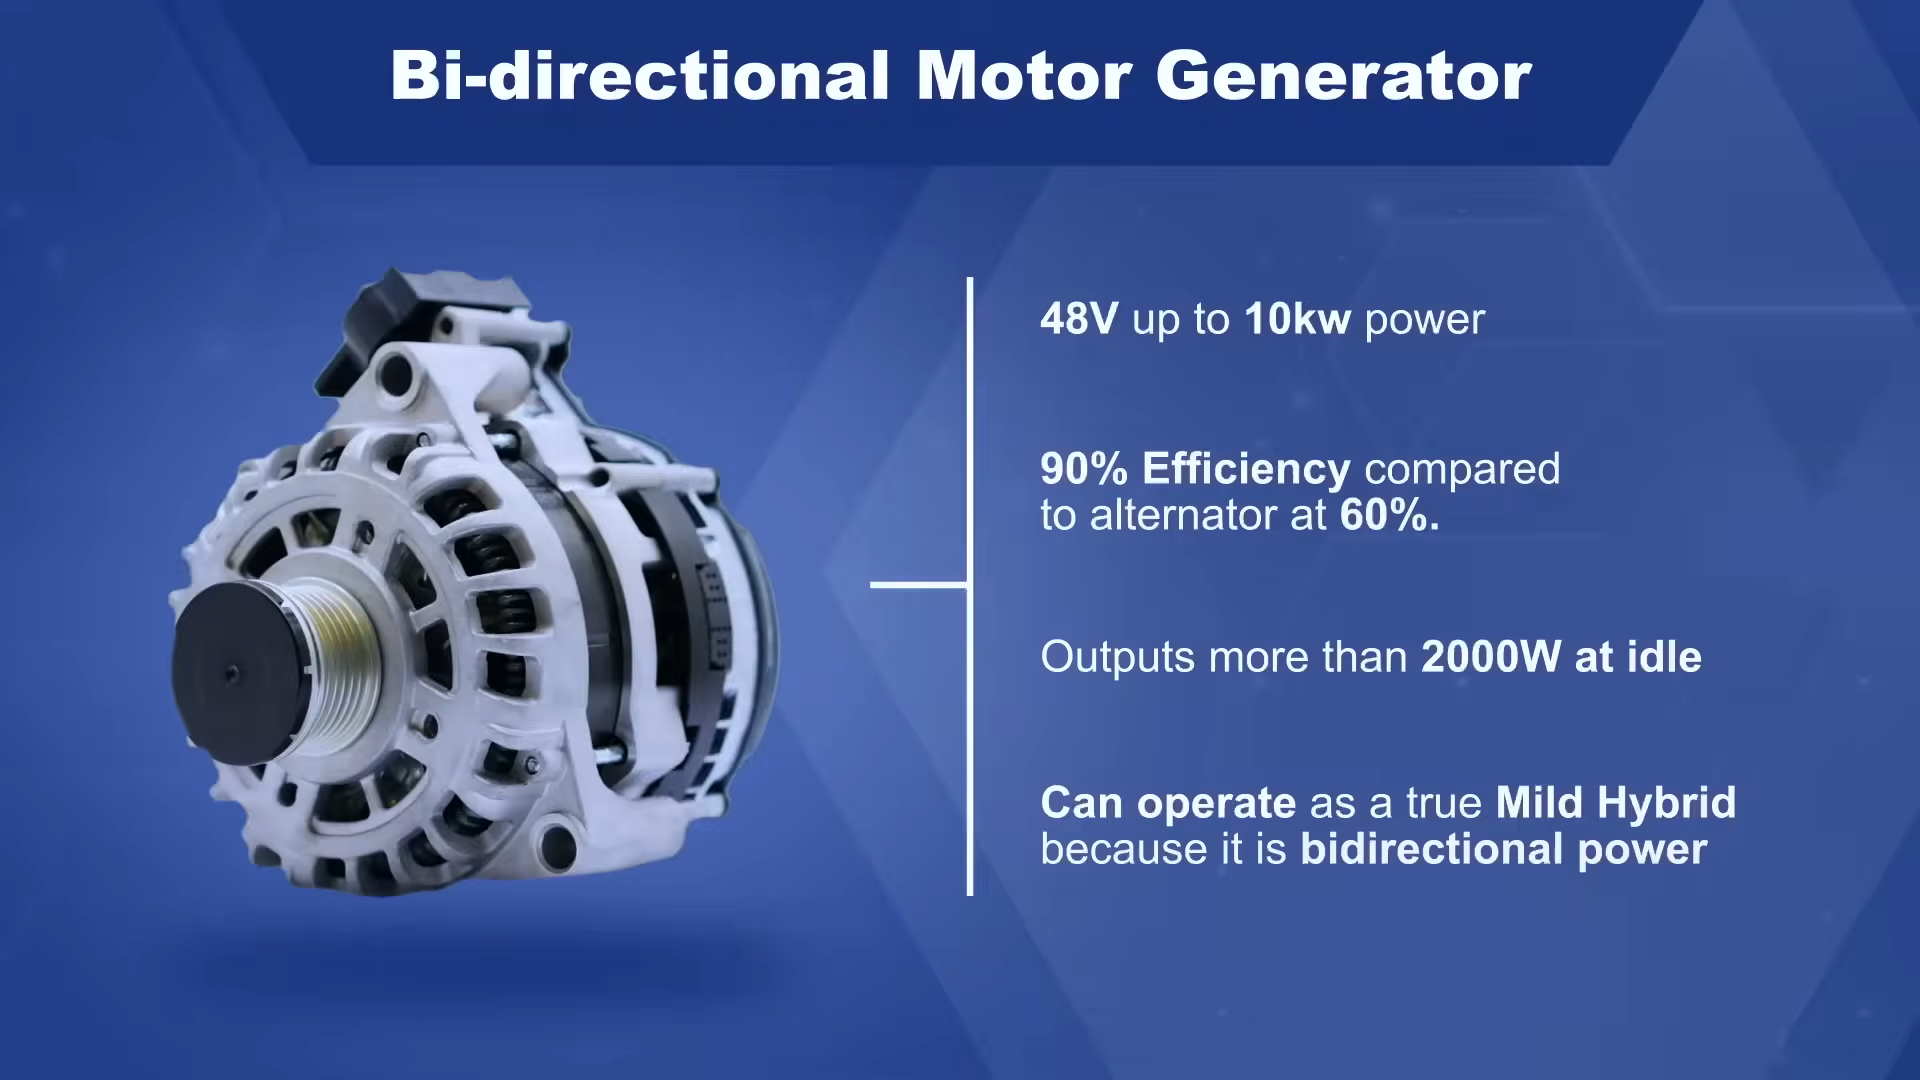 Bi-directional Motor Generator
48V up to 10kw power
90% Efficiency compared
to alternator at 60%.
Outputs more than 2000W at idle
Can operate as a true Mild Hybrid
because it is bidirectional power